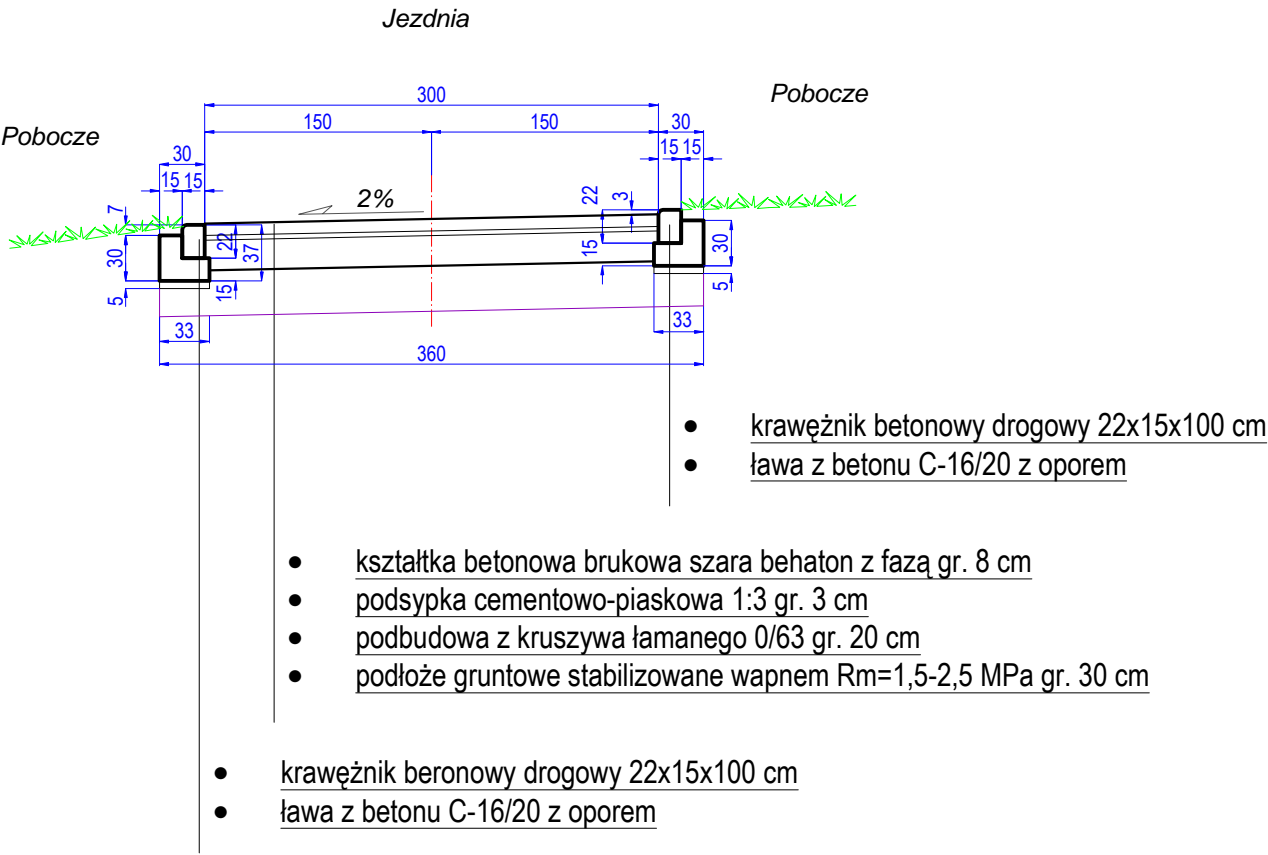 Jezdnia
Pobocze
Pobocze
300
150 150 30
30 15 15
15 15
2%
7 22 3
30 22 37 15 30
5 15 5
33 33
360
• krawężnik betonowy drogowy 22x15x100 cm
• ława z betonu C-16/20 z oporem
• kształtka betonowa brukowa szara behaton z fazą gr. 8 cm
• podsypka cementowo-piaskowa 1:3 gr. 3 cm
• podbudowa z kruszywa łamanego 0/63 gr. 20 cm
• podłoże gruntowe stabilizowane wapnem Rm=1,5-2,5 MPa gr. 30 cm
• krawężnik beronowy drogowy 22x15x100 cm
• ława z betonu C-16/20 z oporem